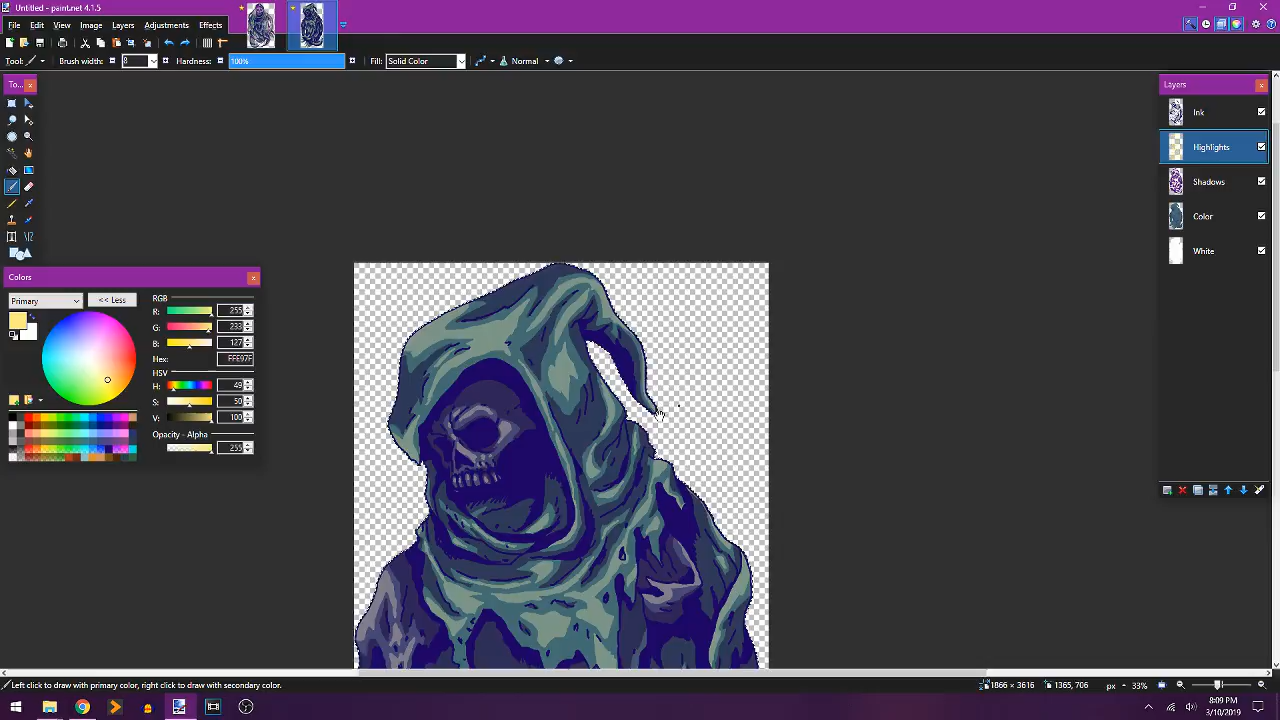 Untitled - paint.net 4.1.5
File Edit View Image Layers Adjustments Effects
Tool: Brush width: 8 Hardness: 100% Fill: Solid Color Normal
To... x
Layers
Ink
Highlights
Shadows
Color
White
Colors
Primary << Less
RGB
R: 255
G: 233
B: 127
Hex: FFE97F
HSV
H: 49
S: 50
V: 100
Opacity - Alpha
255
Left click to draw with primary color, right click to draw with secondary color.
1866 × 3616 1365, 706 px 33%
8:09 PM
3/10/2019